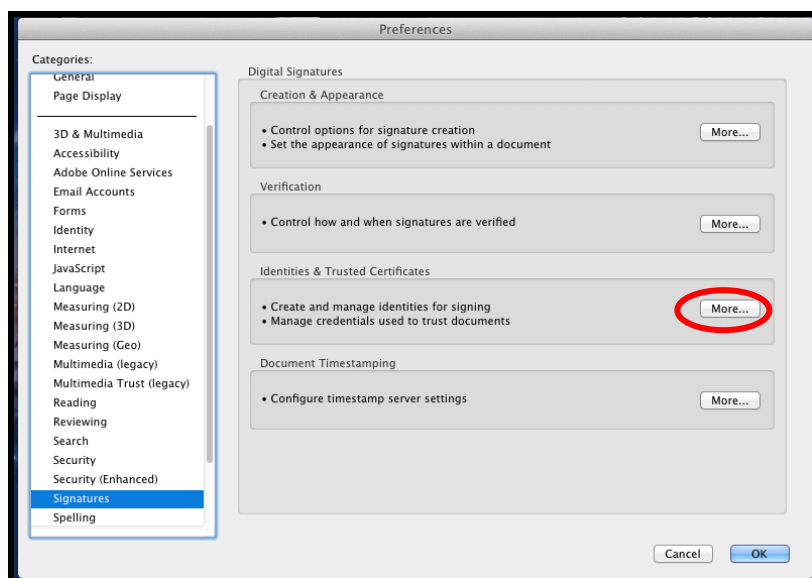 Preferences
Categories:
General
Page Display
3D & Multimedia
Accessibility
Adobe Online Services
Email Accounts
Forms
Identity
Internet
JavaScript
Language
Measuring (2D)
Measuring (3D)
Measuring (Geo)
Multimedia (legacy)
Multimedia Trust (legacy)
Reading
Reviewing
Search
Security
Security (Enhanced)
Signatures
Spelling
Digital Signatures
Creation & Appearance
• Control options for signature creation
• Set the appearance of signatures within a document
More...
Verification
• Control how and when signatures are verified
More...
Identities & Trusted Certificates
• Create and manage identities for signing
• Manage credentials used to trust documents
More...
Document Timestamping
• Configure timestamp server settings
More...
Cancel
OK